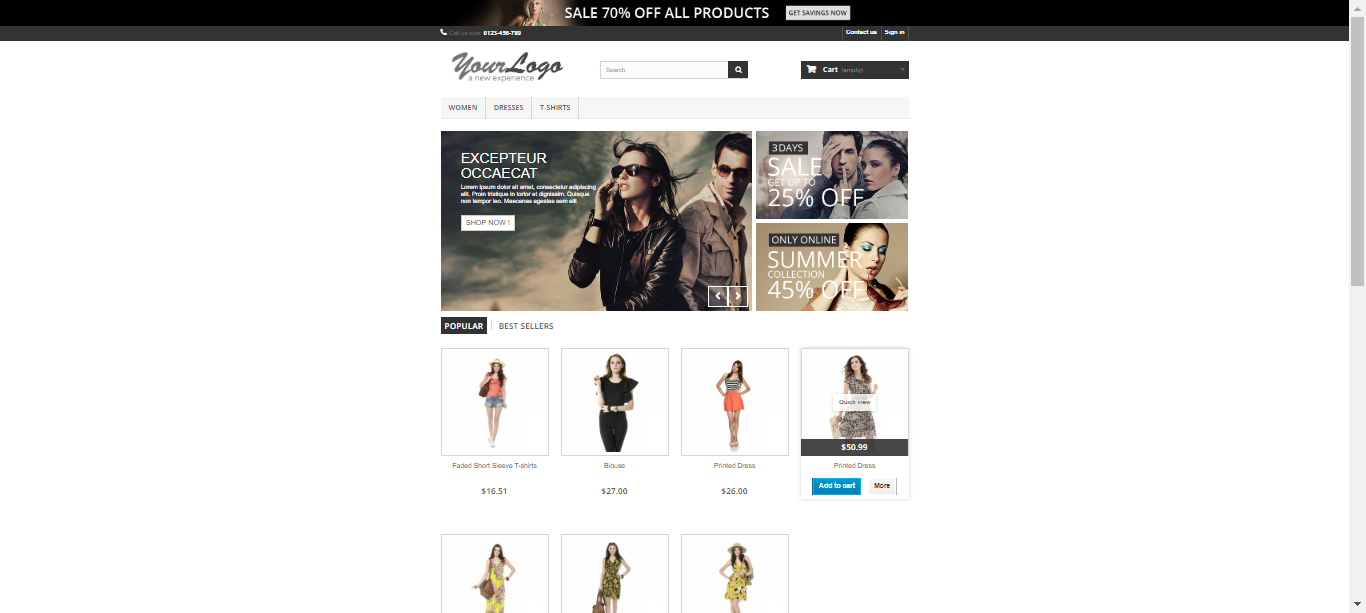 SALE 70% OFF ALL PRODUCTS GET SAVINGS NOW
Call us now: 0123-456-789 Contact us Sign in
YourLogo
a new experience
Search
Cart (empty)
WOMEN DRESSES T-SHIRTS
EXCEPTEUR
OCCAECAT
Lorem ipsum dolor sit amet, consectetur adipiscing
elit. Proin tristique in tortor et dignissim. Quisque
non tempor leo. Maecenas egestas sem elit
SHOP NOW !
3DAYS
SALE
GET UP TO
25% OFF
ONLY ONLINE
SUMMER
COLLECTION
45% OFF
POPULAR BEST SELLERS
Quick view
$50.99
Faded Short Sleeve T-shirts Blouse Printed Dress Printed Dress
$16.51 $27.00 $26.00
Add to cart More